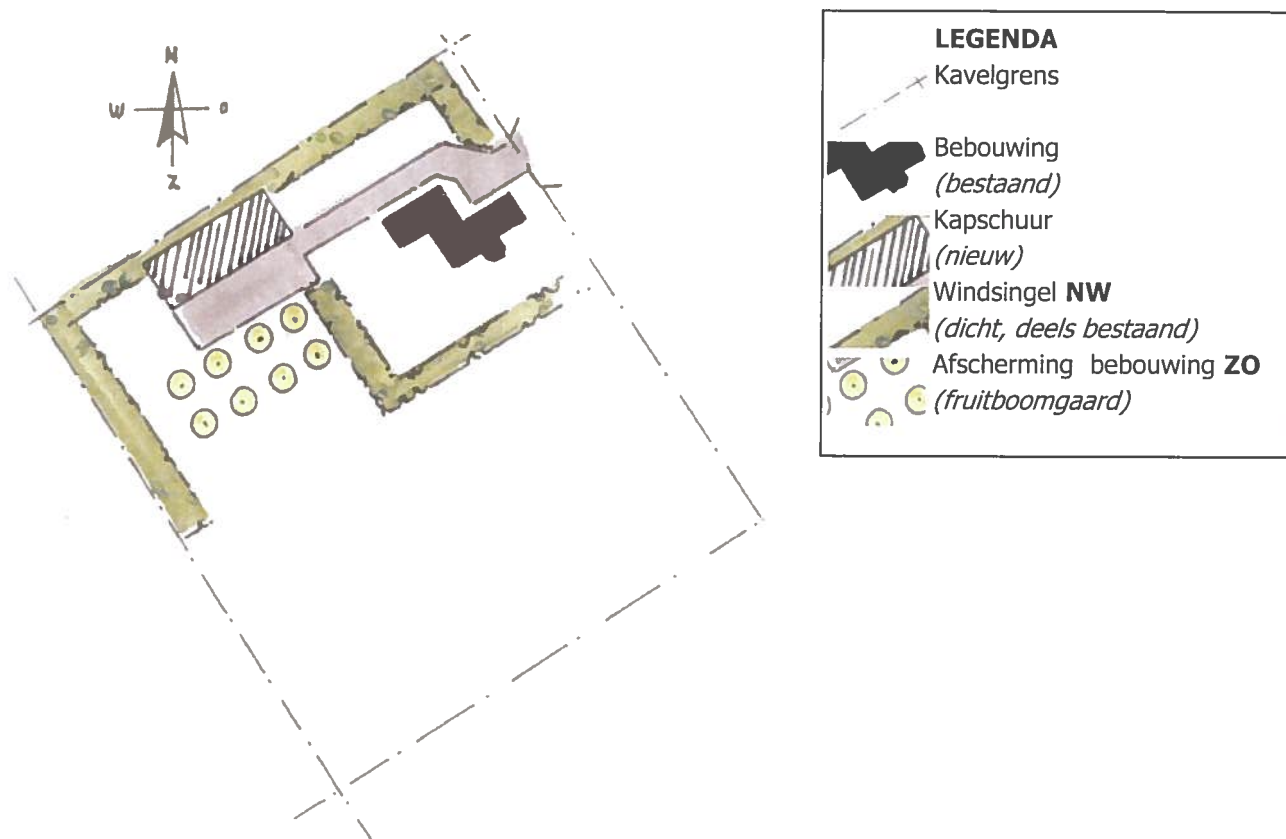 N
W O
Z
LEGENDA
Kavelgrens
Bebouwing
(bestaand)
Kapschuur
(nieuw)
Windsingel NW
(dicht, deels bestaand)
Afscherming bebouwing ZO
(fruitboomgaard)